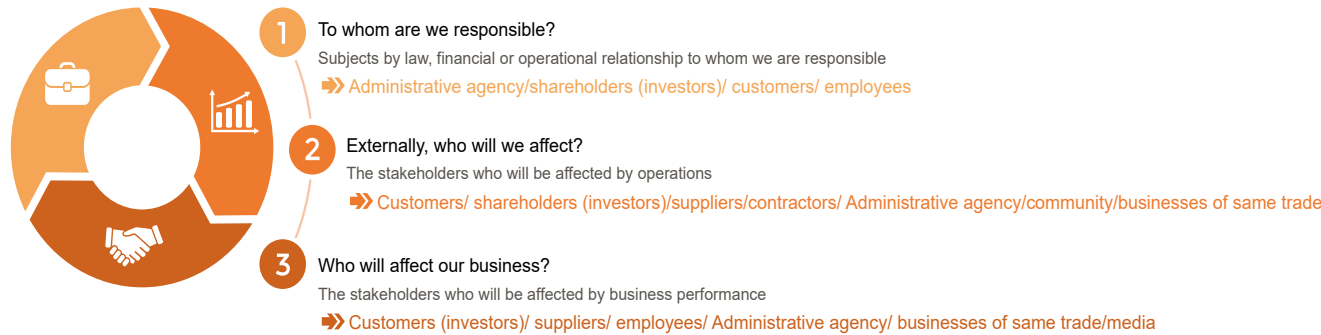 1
To whom are we responsible?
Subjects by law, financial or operational relationship to whom we are responsible
Administrative agency/shareholders (investors)/ customers/ employees
2
Externally, who will we affect?
The stakeholders who will be affected by operations
Customers/ shareholders (investors)/suppliers/contractors/ Administrative agency/community/businesses of same trade
3
Who will affect our business?
The stakeholders who will be affected by business performance
Customers (investors)/ suppliers/ employees/ Administrative agency/ businesses of same trade/media